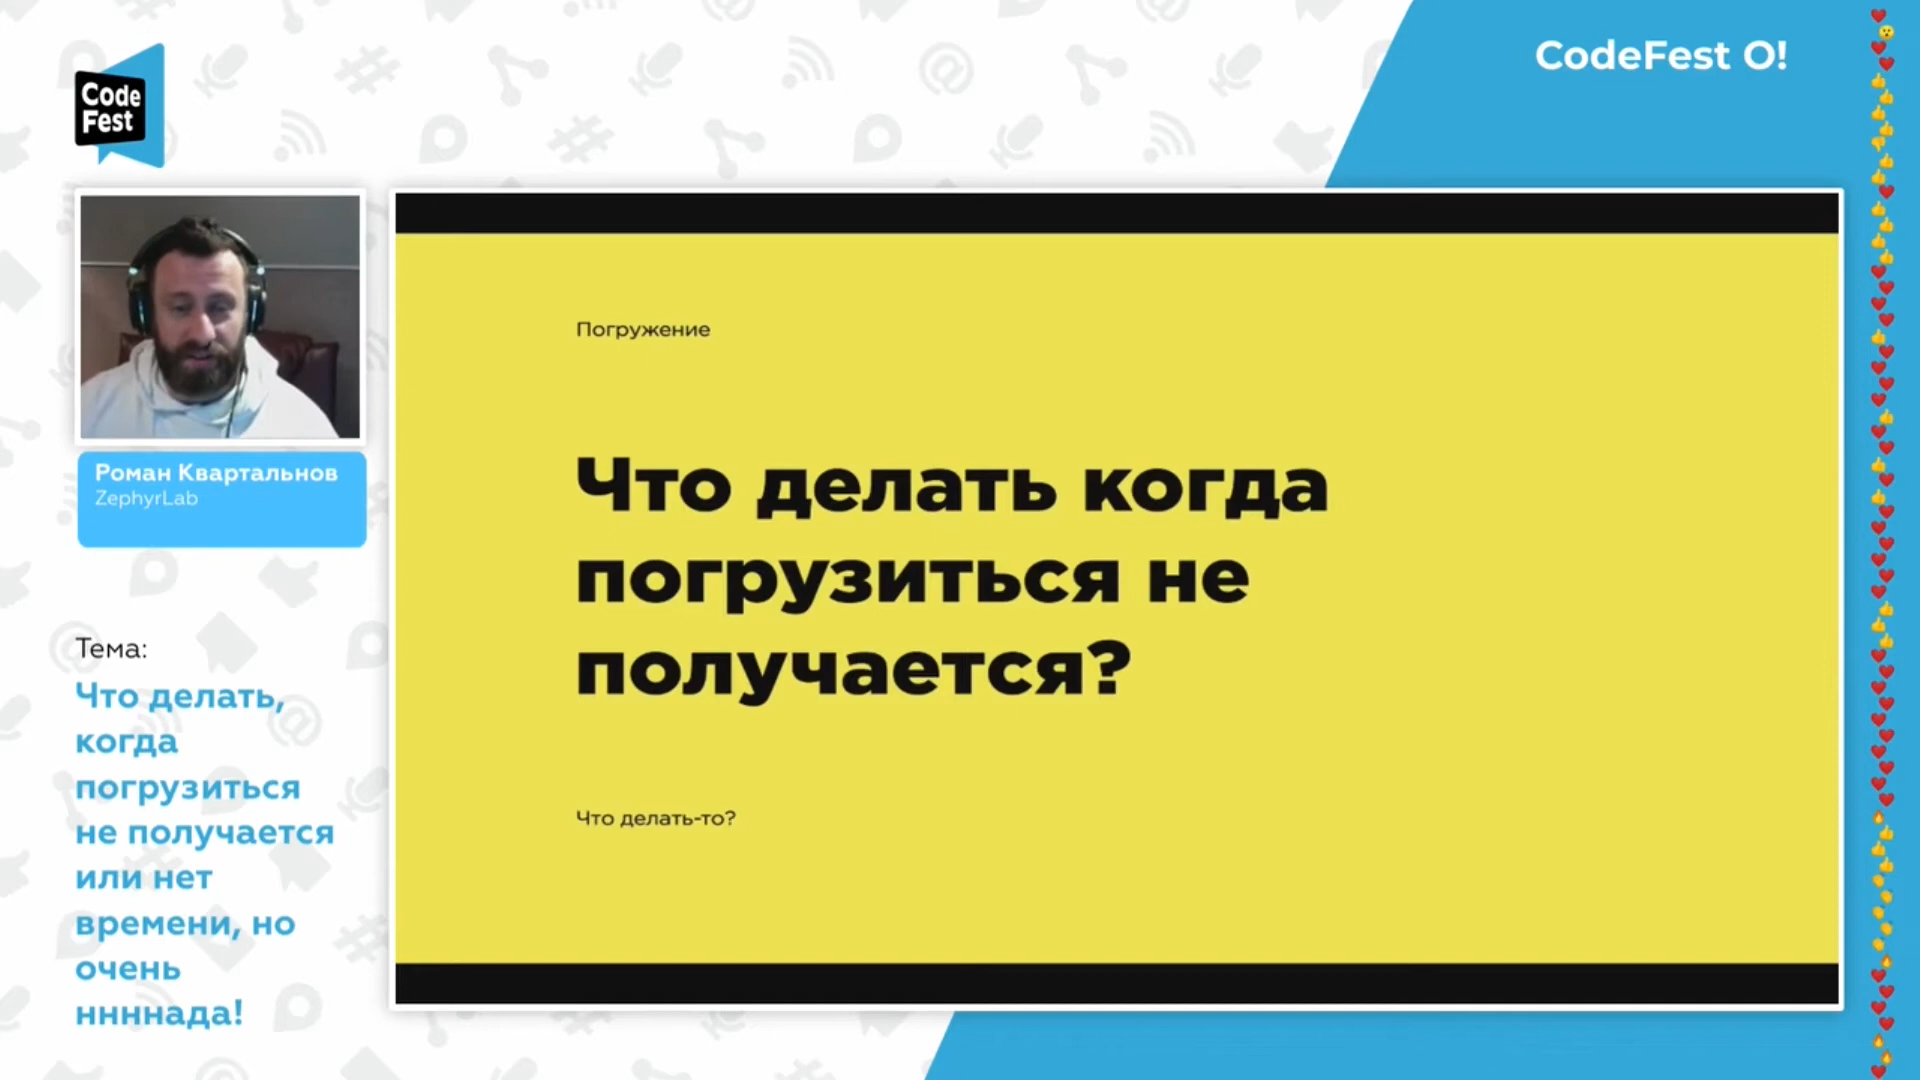 Code
Fest
CodeFest O!
Роман Квартальнов
ZephyrLab
Тема:
Что делать,
когда
погрузиться
не получается
или нет
времени, но
очень
ннннада!
Погружение
Что делать когда
погрузиться не
получается?
Что делать-то?